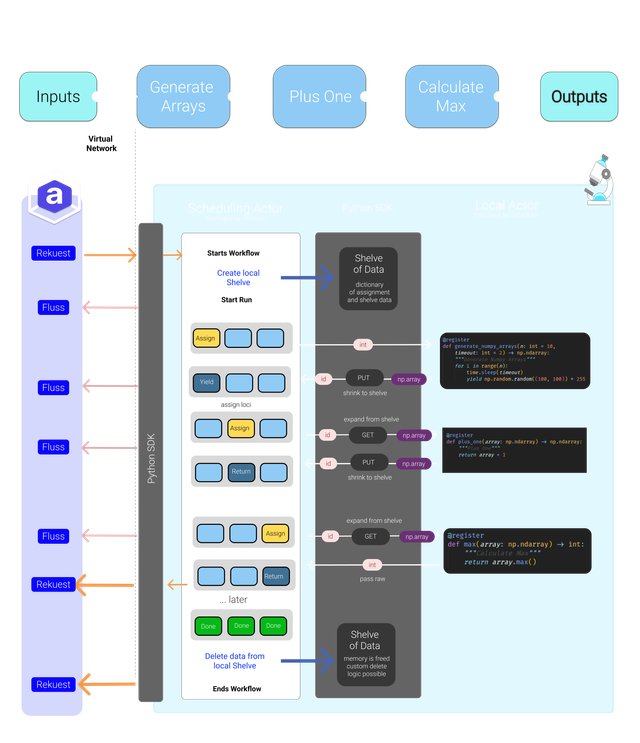 Inputs
Generate
Arrays
Plus One
Calculate
Max
Outputs
Virtual
Network
a
Scheduling Actor
Python SDK
Local Actor
Rekuest
Fluss
Fluss
Fluss
Fluss
Rekuest
Rekuest
Python SDK
Starts Workflow
Create local
Shelve
Start Run
Shelve
of Data
dictionary
of assignment
and shelve data
Assign
int
@register
def generate_numpy_arrays(n: int = 10,
timeout: int = 2) → np.ndarray:
"""Generate Numpy Arrays"""
for i in range(n):
time.sleep(timeout)
yield np.random.random((100, 100)) * 255
Yield
id
PUT
np.array
shrink to shelve
assign loci
expand from shelve
Assign
id
GET
np.array
@register
def plus_one(array: np.ndarray) → np.ndarray:
return array + 1
Return
id
PUT
np.array
shrink to shelve
expand from shelve
Assign
id
GET
np.array
@register
def max(array: np.ndarray) → int:
"""Calculate Max"""
return array.max()
Return
int
pass raw
... later
Done
Done
Done
Delete data from
local Shelve
Ends Workflow
Shelve
of Data
memory is freed
custom delete
logic possible